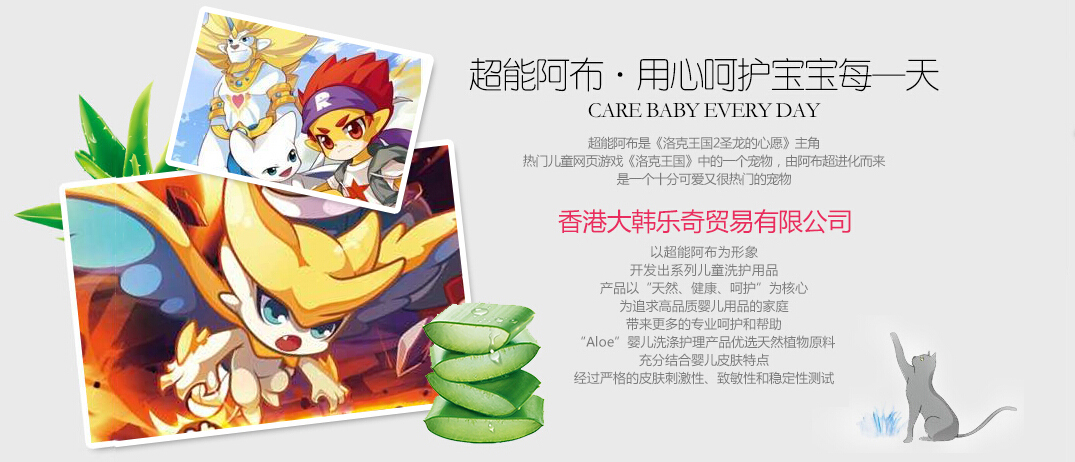 超能阿布·用心呵护宝宝每一天
CARE BABY EVERY DAY
超能阿布是《洛克王国2圣龙的心愿》主角
热门儿童网页游戏《洛克王国》中的一个宠物，由阿布超进化而来
是一个十分可爱又很热门的宠物
香港大韩乐奇贸易有限公司
以超能阿布为形象
开发出系列儿童洗护用品
产品以“天然、健康、呵护”为核心
为追求高品质婴儿用品的家庭
带来更多的专业呵护和帮助
“Aloe”婴儿洗涤护理产品优选天然植物原料
充分结合婴儿皮肤特点
经过严格的皮肤刺激性、致敏性和稳定性测试
R